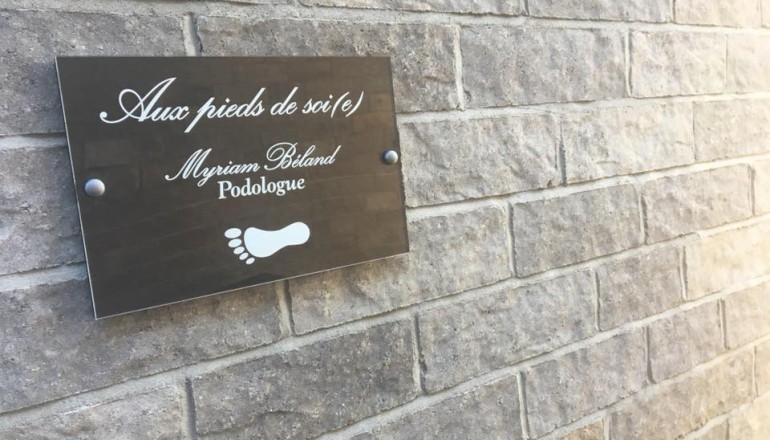 Aux pieds de soi(e)
Myriam Béland
Podologue